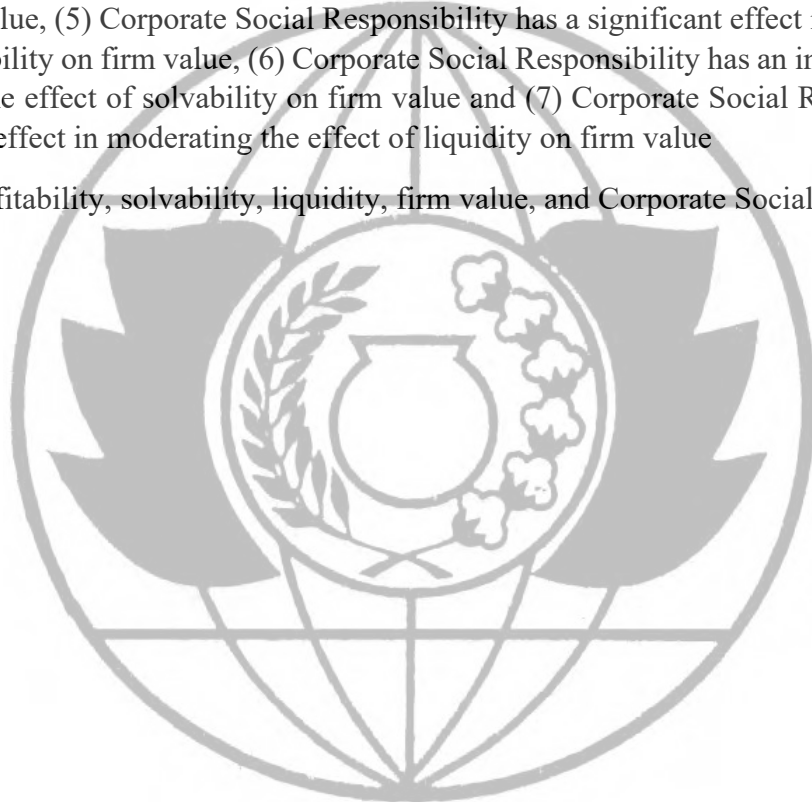 lue, (5) Corporate Social Responsibility has a significant effect
bility on firm value, (6) Corporate Social Responsibility has an
e effect of solvability on firm value and (7) Corporate Social
effect in moderating the effect of liquidity on firm value
fitability, solvability, liquidity, firm value, and Corporate Social